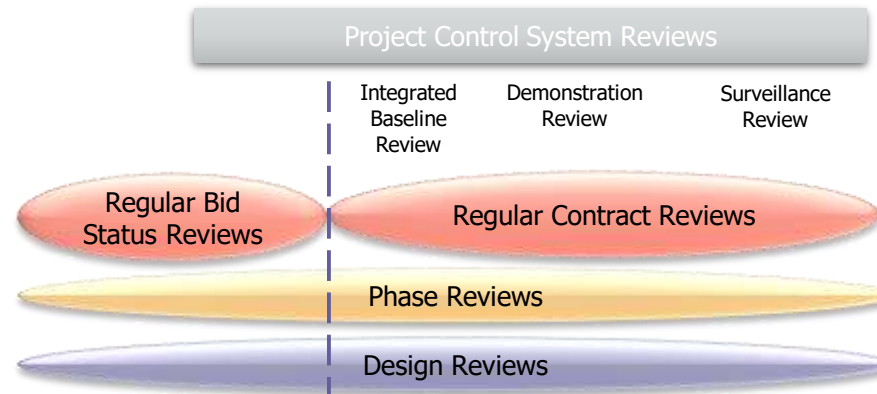 Project Control System Reviews
Integrated
Baseline
Review
Demonstration
Review
Surveillance
Review
Regular Bid
Status Reviews
Regular Contract Reviews
Phase Reviews
Design Reviews